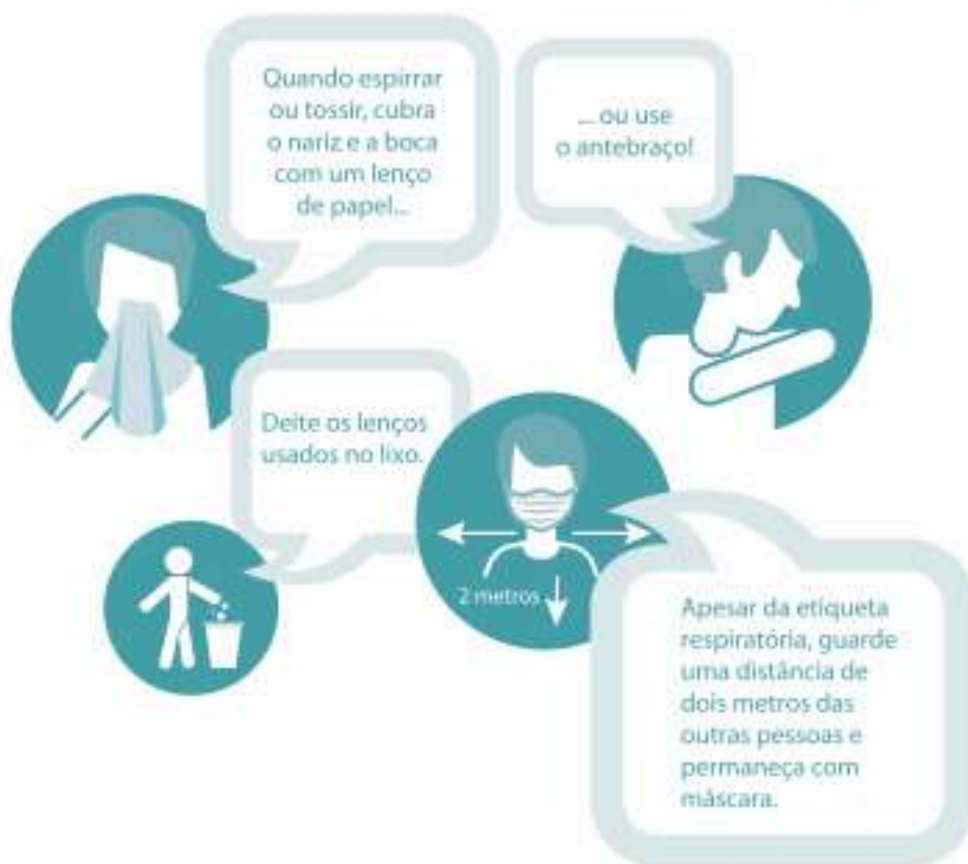 Quando espirrar
ou tossir, cubra
o nariz e a boca
com um lenço
de papel...
... ou use
o antebraço!
Deite os lenços
usados no lixo.
2 metros
Apesar da etiqueta
respiratória, guarde
uma distância de
dois metros das
outras pessoas e
permaneça com
máscara.